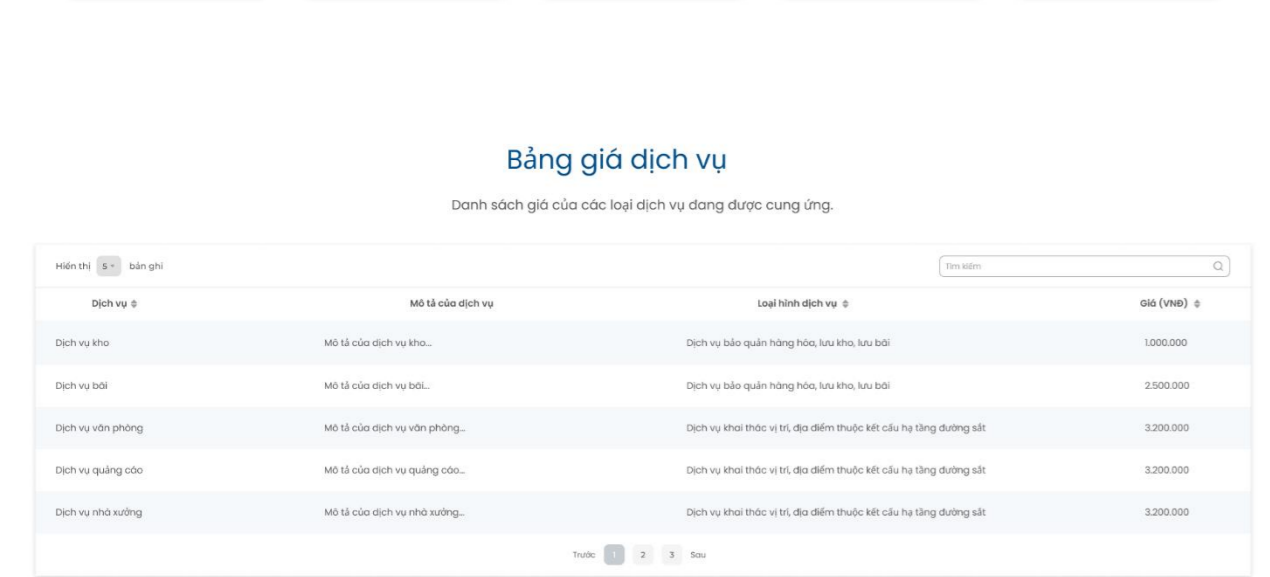 Bảng giá dịch vụ
Danh sách giá của các loại dịch vụ đang được cung ứng.
Hiển thị 5 bản ghi Tìm kiếm
Dịch vụ Mô tả của dịch vụ Loại hình dịch vụ Giá (VNĐ)
Dịch vụ kho Mô tả của dịch vụ kho... Dịch vụ bảo quản hàng hóa, lưu kho, lưu bãi 1.000.000
Dịch vụ bãi Mô tả của dịch vụ bãi... Dịch vụ bảo quản hàng hóa, lưu kho, lưu bãi 2.500.000
Dịch vụ văn phòng Mô tả của dịch vụ văn phòng... Dịch vụ khai thác vị trí, địa điểm thuộc kết cấu hạ tầng đường sắt 3.200.000
Dịch vụ quảng cáo Mô tả của dịch vụ quảng cáo... Dịch vụ khai thác vị trí, địa điểm thuộc kết cấu hạ tầng đường sắt 3.200.000
Dịch vụ nhà xưởng Mô tả của dịch vụ nhà xưởng... Dịch vụ khai thác vị trí, địa điểm thuộc kết cấu hạ tầng đường sắt 3.200.000
Trước 1 2 3 Sau